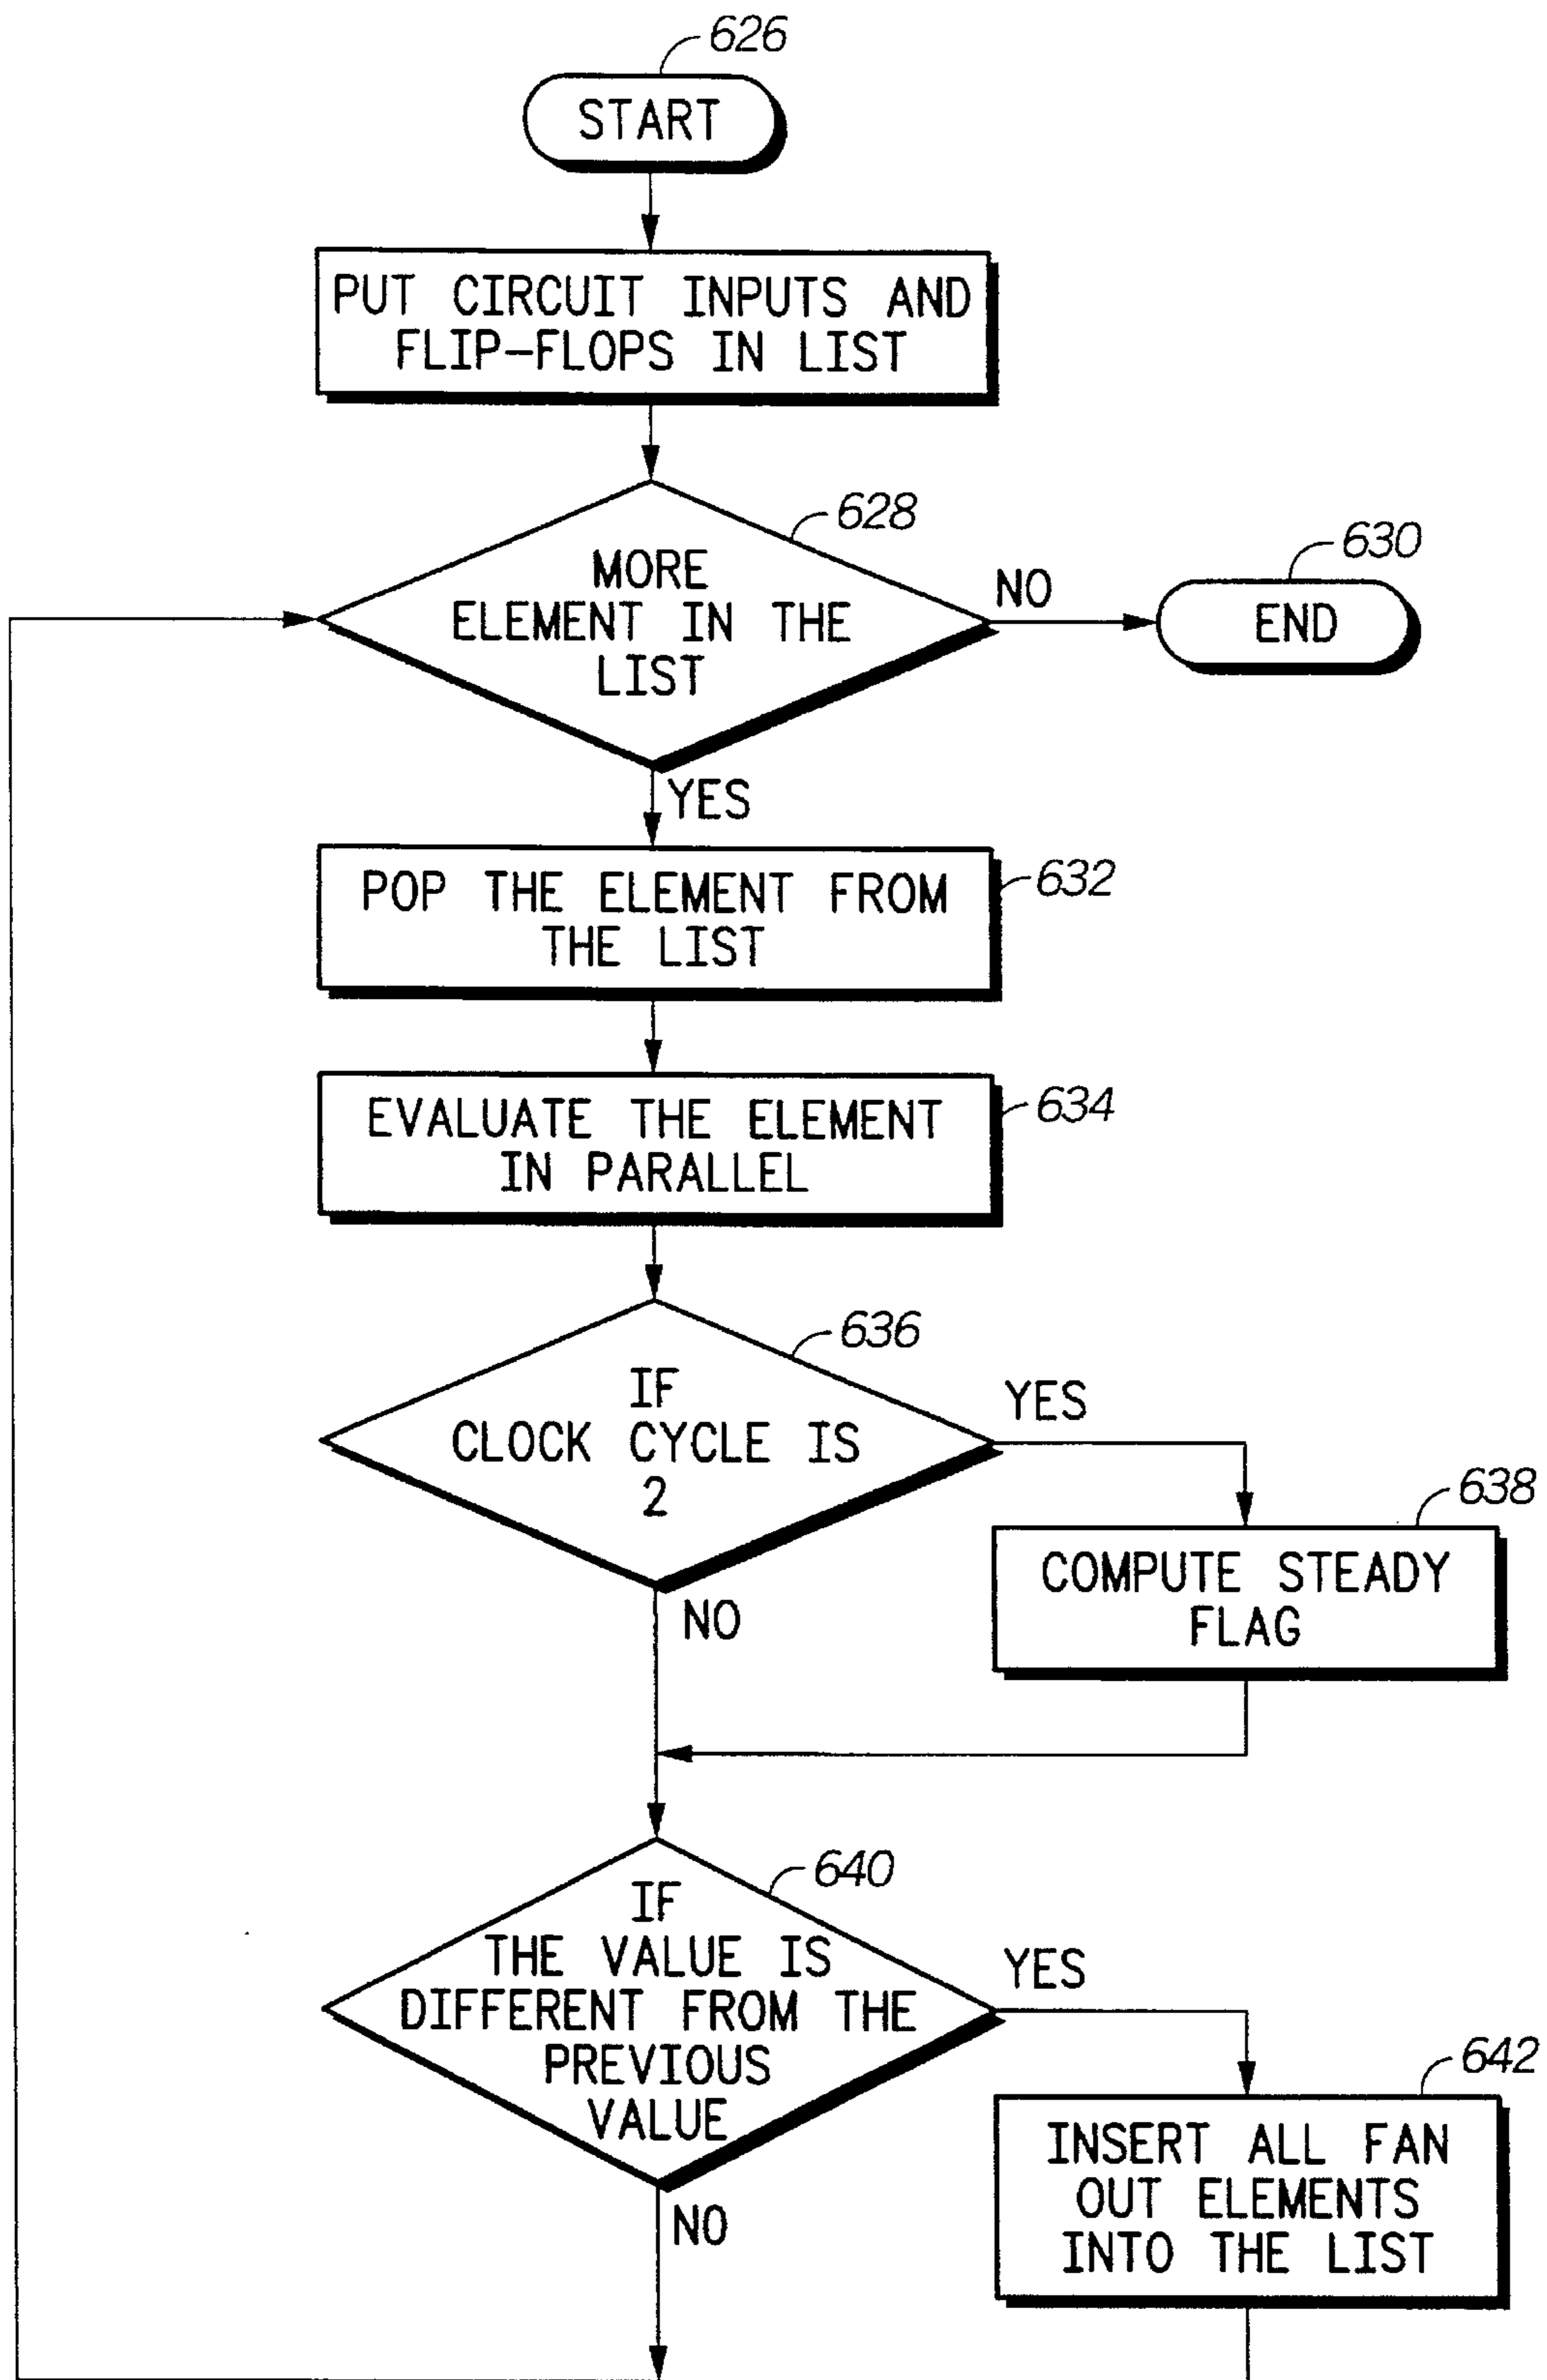 626
START
PUT CIRCUIT INPUTS AND
FLIP-FLOPS IN LIST
628
MORE
ELEMENT IN THE
LIST
NO
630
END
YES
POP THE ELEMENT FROM
THE LIST
632
EVALUATE THE ELEMENT
IN PARALLEL
634
636
IF
CLOCK CYCLE IS
2
YES
638
COMPUTE STEADY
FLAG
NO
640
IF
THE VALUE IS
DIFFERENT FROM THE
PREVIOUS
VALUE
YES
642
INSERT ALL FAN
OUT ELEMENTS
INTO THE LIST
NO